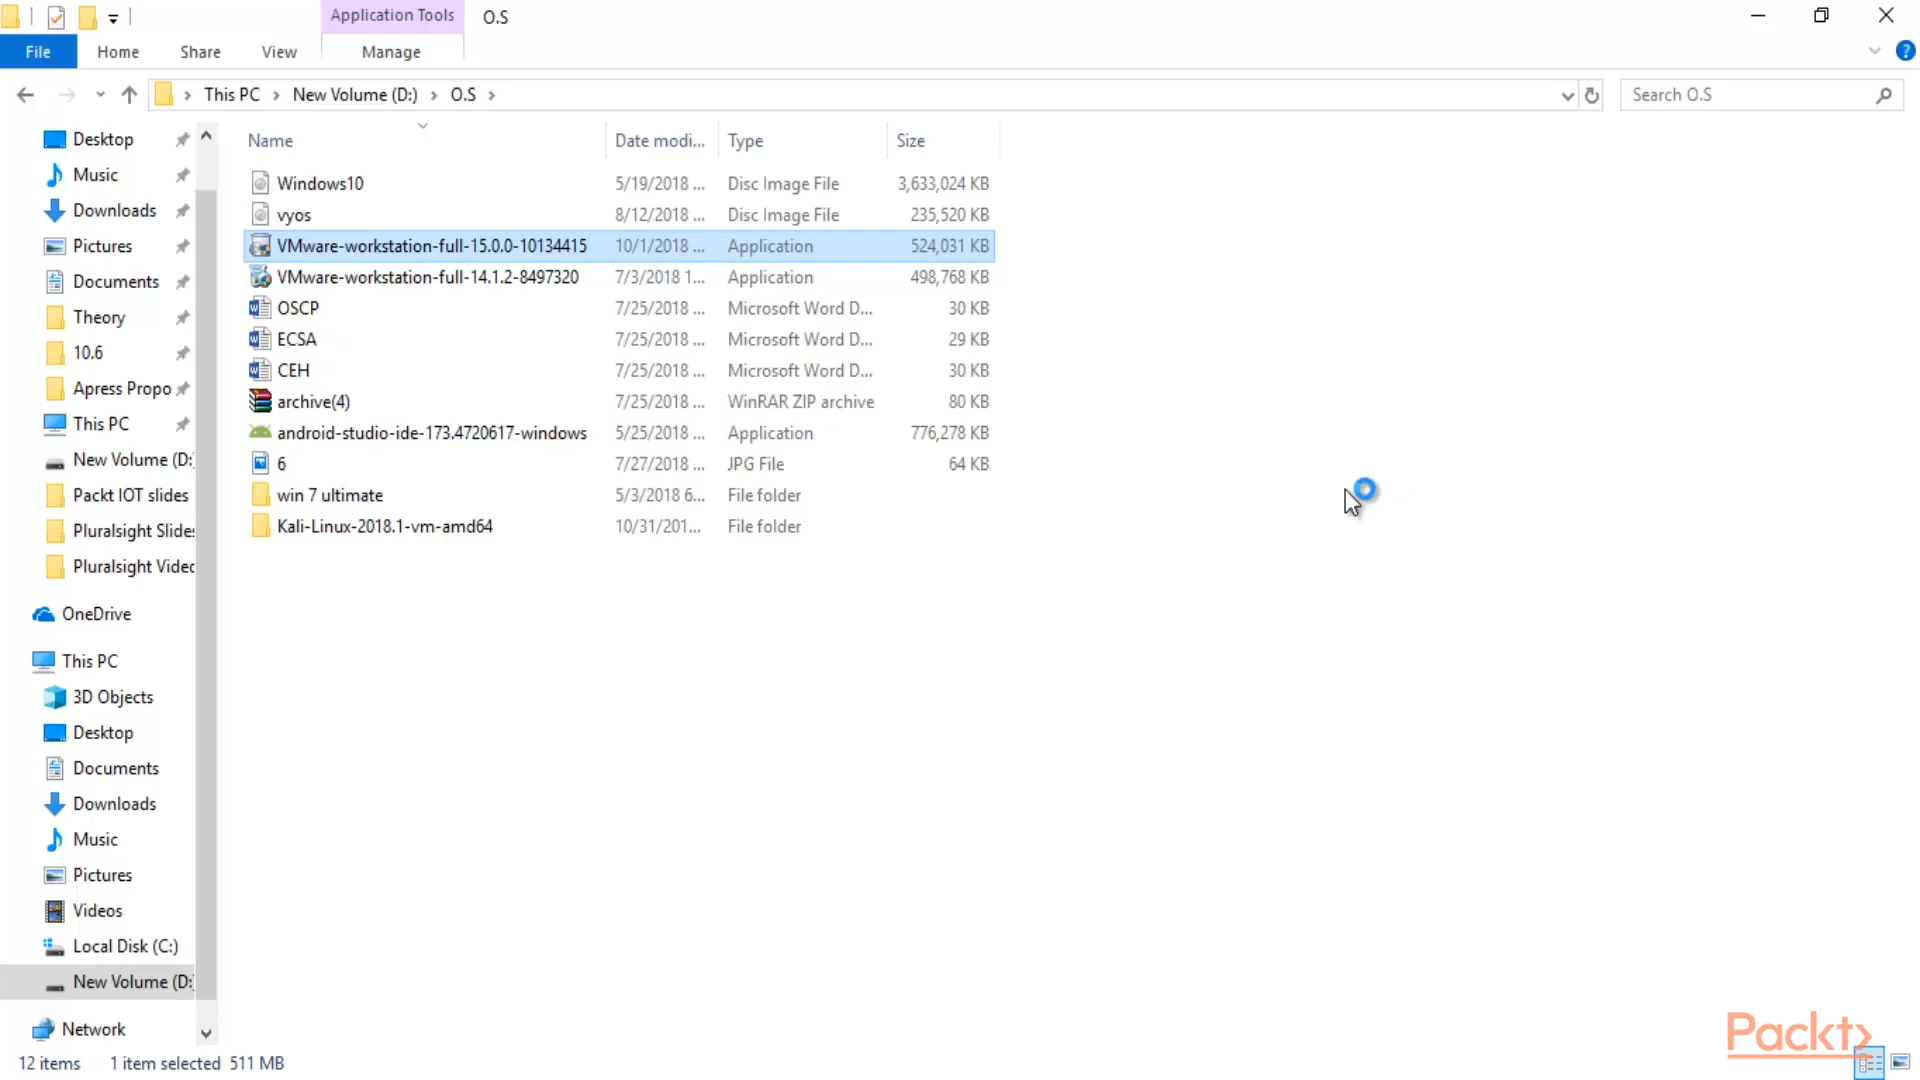 Application Tools
O.S
File
Home
Share
View
Manage
This PC
New Volume (D:)
O.S
Search O.S
Name
Date modi...
Type
Size
Windows10
5/19/2018 ...
Disc Image File
3,633,024 KB
vyos
8/12/2018 ...
Disc Image File
235,520 KB
VMware-workstation-full-15.0.0-10134415
10/1/2018 ...
Application
524,031 KB
VMware-workstation-full-14.1.2-8497320
7/3/2018 1...
Application
498,768 KB
OSCP
7/25/2018 ...
Microsoft Word D...
30 KB
ECSA
7/25/2018 ...
Microsoft Word D...
29 KB
CEH
7/25/2018 ...
Microsoft Word D...
30 KB
archive(4)
7/25/2018 ...
WinRAR ZIP archive
80 KB
android-studio-ide-173.4720617-windows
5/25/2018 ...
Application
776,278 KB
6
7/27/2018 ...
JPG File
64 KB
win 7 ultimate
5/3/2018 6...
File folder
Kali-Linux-2018.1-vm-amd64
10/31/201...
File folder
Desktop
Music
Downloads
Pictures
Documents
Theory
10.6
Apress Propo
This PC
New Volume (D:
Packt IOT slides
Pluralsight Slide:
Pluralsight Videc
OneDrive
This PC
3D Objects
Desktop
Documents
Downloads
Music
Pictures
Videos
Local Disk (C:)
New Volume (D:
Network
12 items
1 item selected 511 MB
Packt>